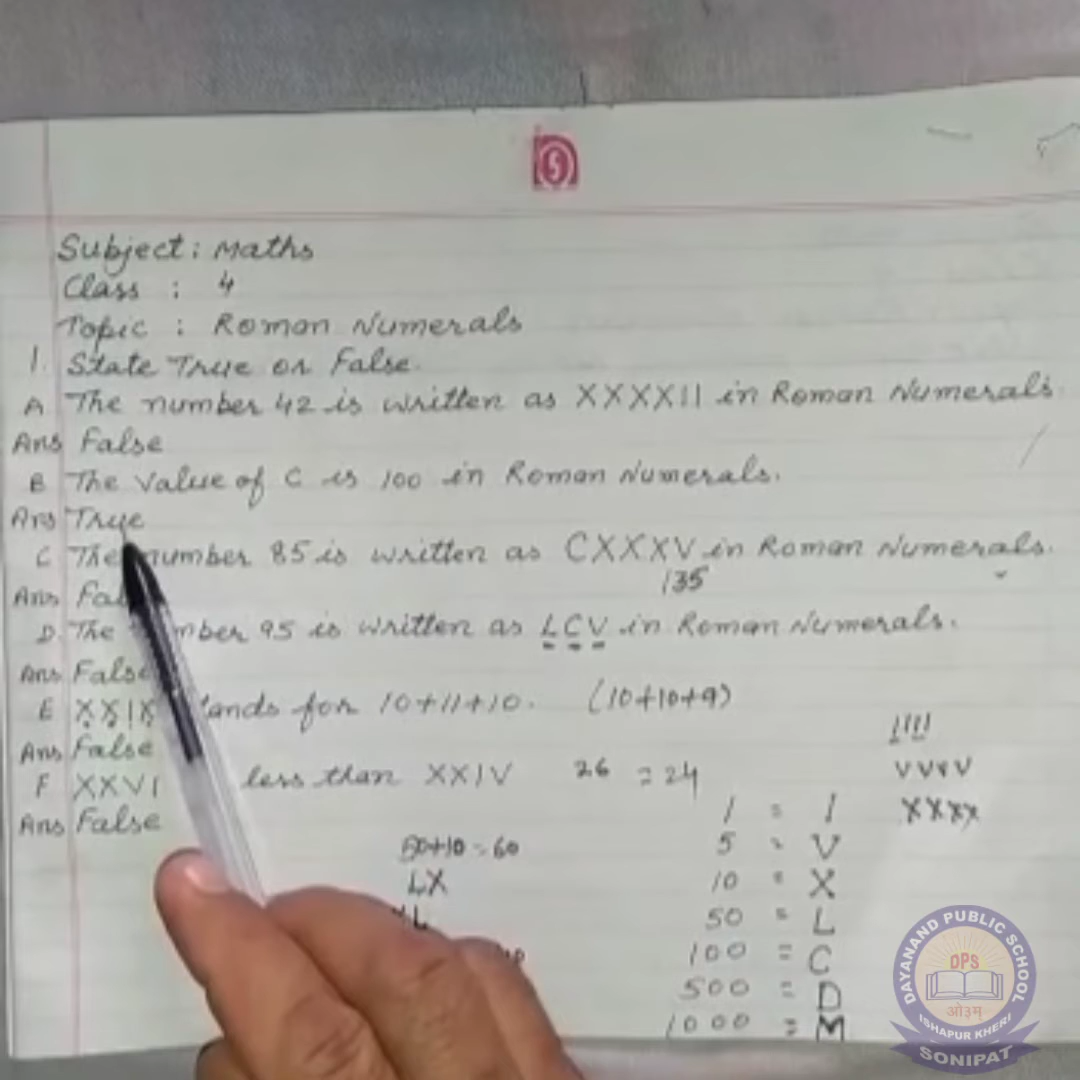 Subject: Maths
Class : 4
Topic : Roman Numerals
1. State True or False.
A The number 42 is written as XXXXII in Roman Numerals.
Ans False
B The Value of C is 100 in Roman Numerals.
Ans True
C The number 85 is written as CXXXV in Roman Numerals.
135
Ans
D. The 95 is written as LCV in Roman Numerals.
Ans False
E XXIX for 10+11+10. (10+10+9)
Ans False
F XXVI less than XXIV 26 = 24
Ans False
IIII
VVVV
XXXX
50+10=60
LX
1 = I
5 = V
10 = X
50 = L
100 = C
500 = D
1000 = M
DAYANAND PUBLIC SCHOOL
DPS
ओ३म्
ISHAPUR KHERI
SONIPAT